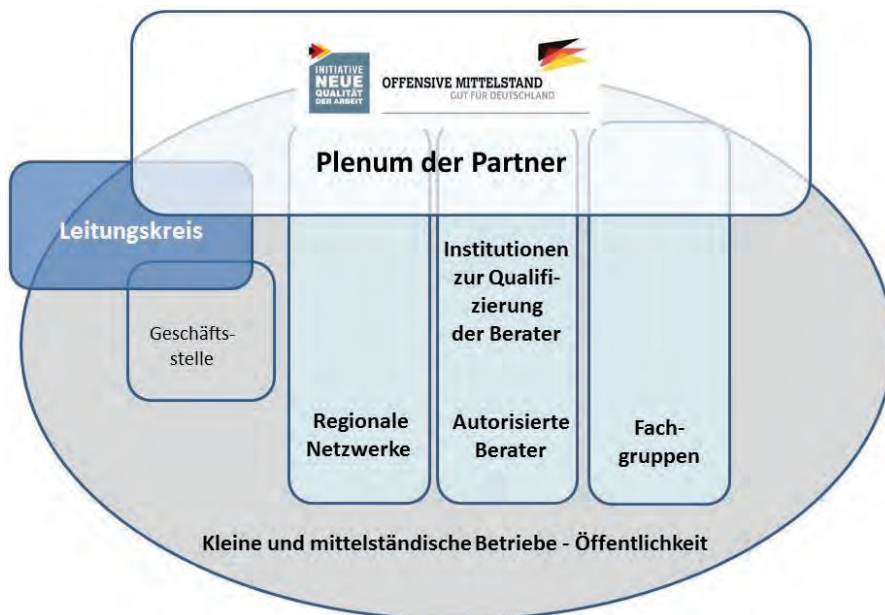 INITIATIVE
NEUE
QUALITÄT
DER ARBEIT
OFFENSIVE MITTELSTAND
GUT FÜR DEUTSCHLAND
Plenum der Partner
Leitungskreis
Geschäfts-
stelle
Institutionen
zur Qualifi-
zierung
der Berater
Regionale
Netzwerke
Autorisierte
Berater
Fach-
gruppen
Kleine und mittelständische Betriebe - Öffentlichkeit